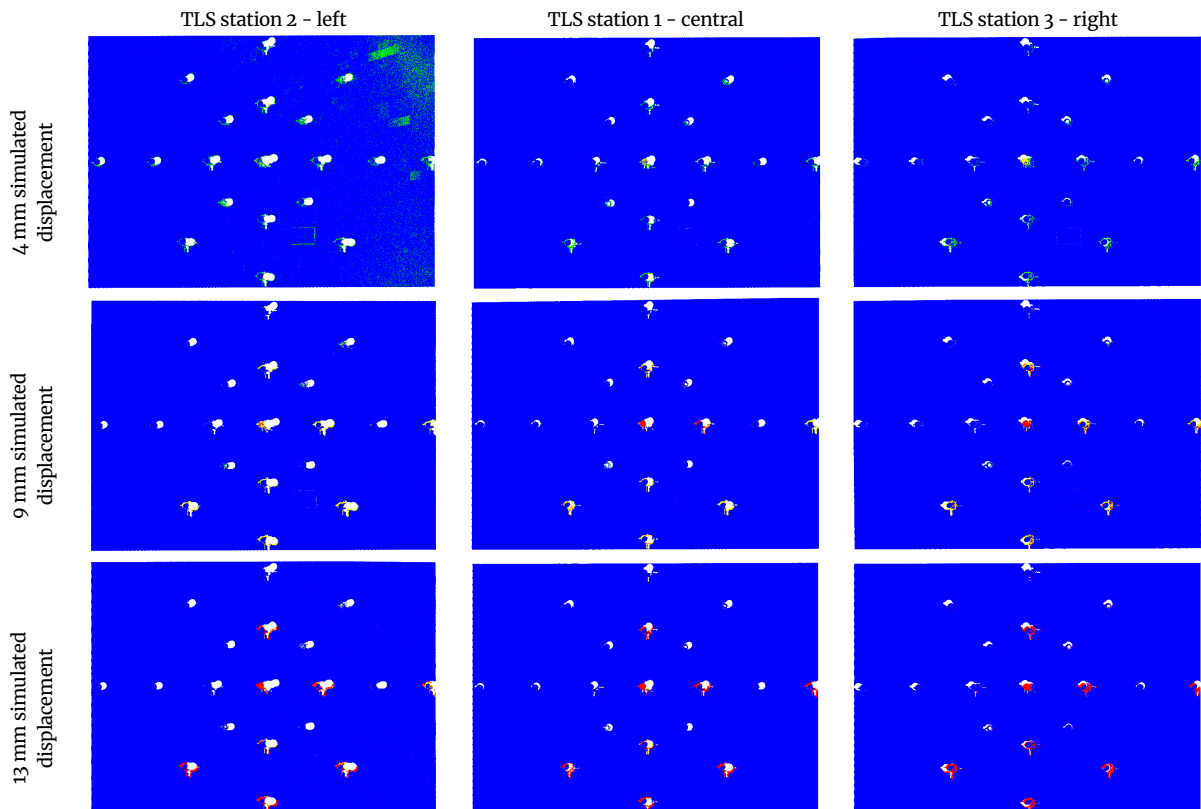 TLS station 2 - left
TLS station 1 - central
TLS station 3 - right
4 mm simulated
displacement
9 mm simulated
displacement
13 mm simulated
displacement